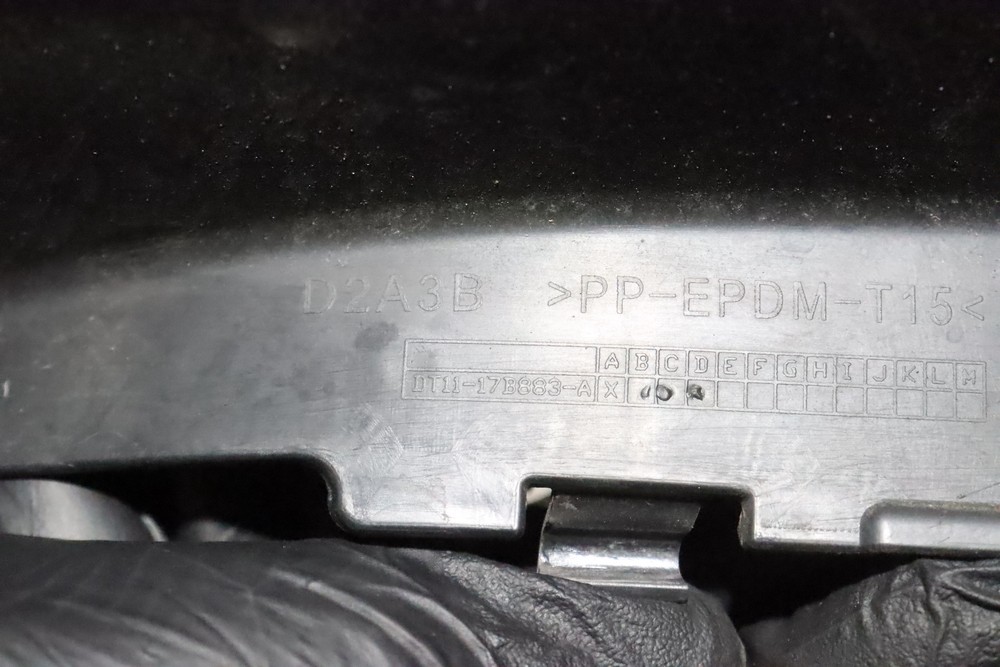 D2A3B >PP-EPDM-T15<
A B C D E F G H I J K L M
DT11-17B883-A X